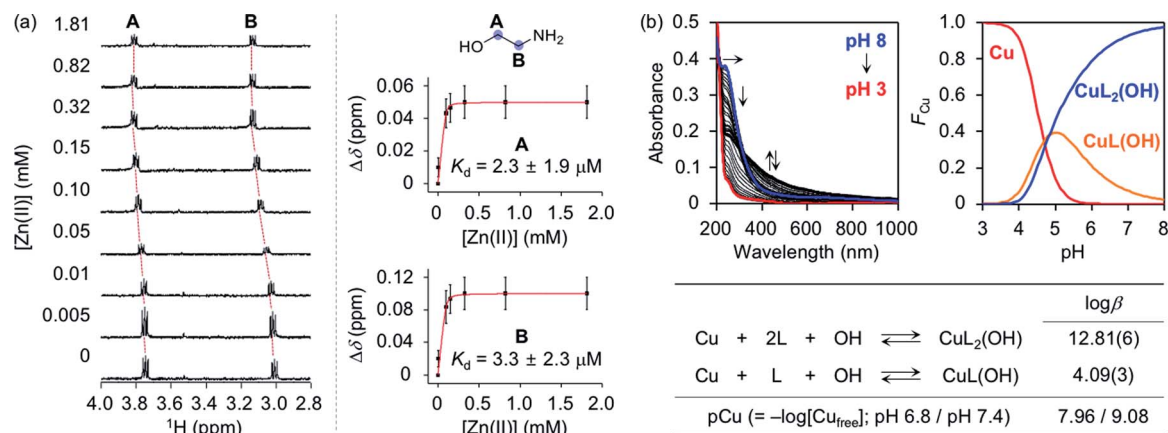 (a)
A B
1.81
0.82
0.32
0.15
0.10
0.05
0.01
0.005
0
[Zn(II)] (mM)
4.0 3.8 3.6 3.4 3.2 3.0 2.8
¹H (ppm)
A
HO NH₂
B
0.06
0.04
0.02
0
Δδ (ppm)
A
Kd = 2.3 ± 1.9 μM
0 0.5 1.0 1.5 2.0
[Zn(II)] (mM)
0.12
0.08
0.04
0.00
Δδ (ppm)
B
Kd = 3.3 ± 2.3 μM
0 0.5 1.0 1.5 2.0
[Zn(II)] (mM)
(b)
0.5
0.4
0.3
0.2
0.1
0
Absorbance
pH 8
pH 3
200 400 600 800 1000
Wavelength (nm)
1.0
0.8
0.6
0.4
0.2
0.0
FCu
Cu
CuL₂(OH)
CuL(OH)
3 4 5 6 7 8
pH
logβ
Cu + 2L + OH ⇌ CuL₂(OH) 12.81(6)
Cu + L + OH ⇌ CuL(OH) 4.09(3)
pCu (= –log[Cufree]; pH 6.8 / pH 7.4) 7.96 / 9.08